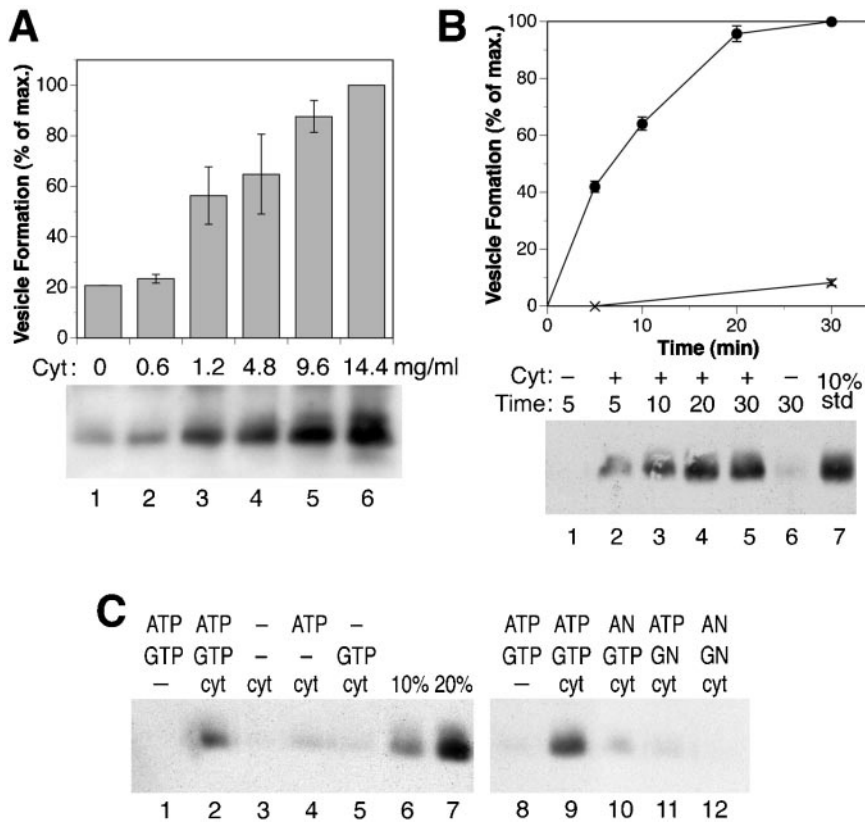 A
Vesicle Formation (% of max.)
100
80
60
40
20
0
Cyt: 0 0.6 1.2 4.8 9.6 14.4 mg/ml
1 2 3 4 5 6
B
Vesicle Fomation (% of max.)
100
80
60
40
20
0
0 10 20 30
Time (min)
Cyt: – + + + + – 10%
Time: 5 5 10 20 30 30 std
1 2 3 4 5 6 7
C
ATP ATP – ATP – ATP ATP AN ATP AN
GTP GTP – – GTP GTP GTP GTP GN GN
– cyt cyt cyt cyt 10% 20% – cyt cyt cyt cyt
1 2 3 4 5 6 7 8 9 10 11 12